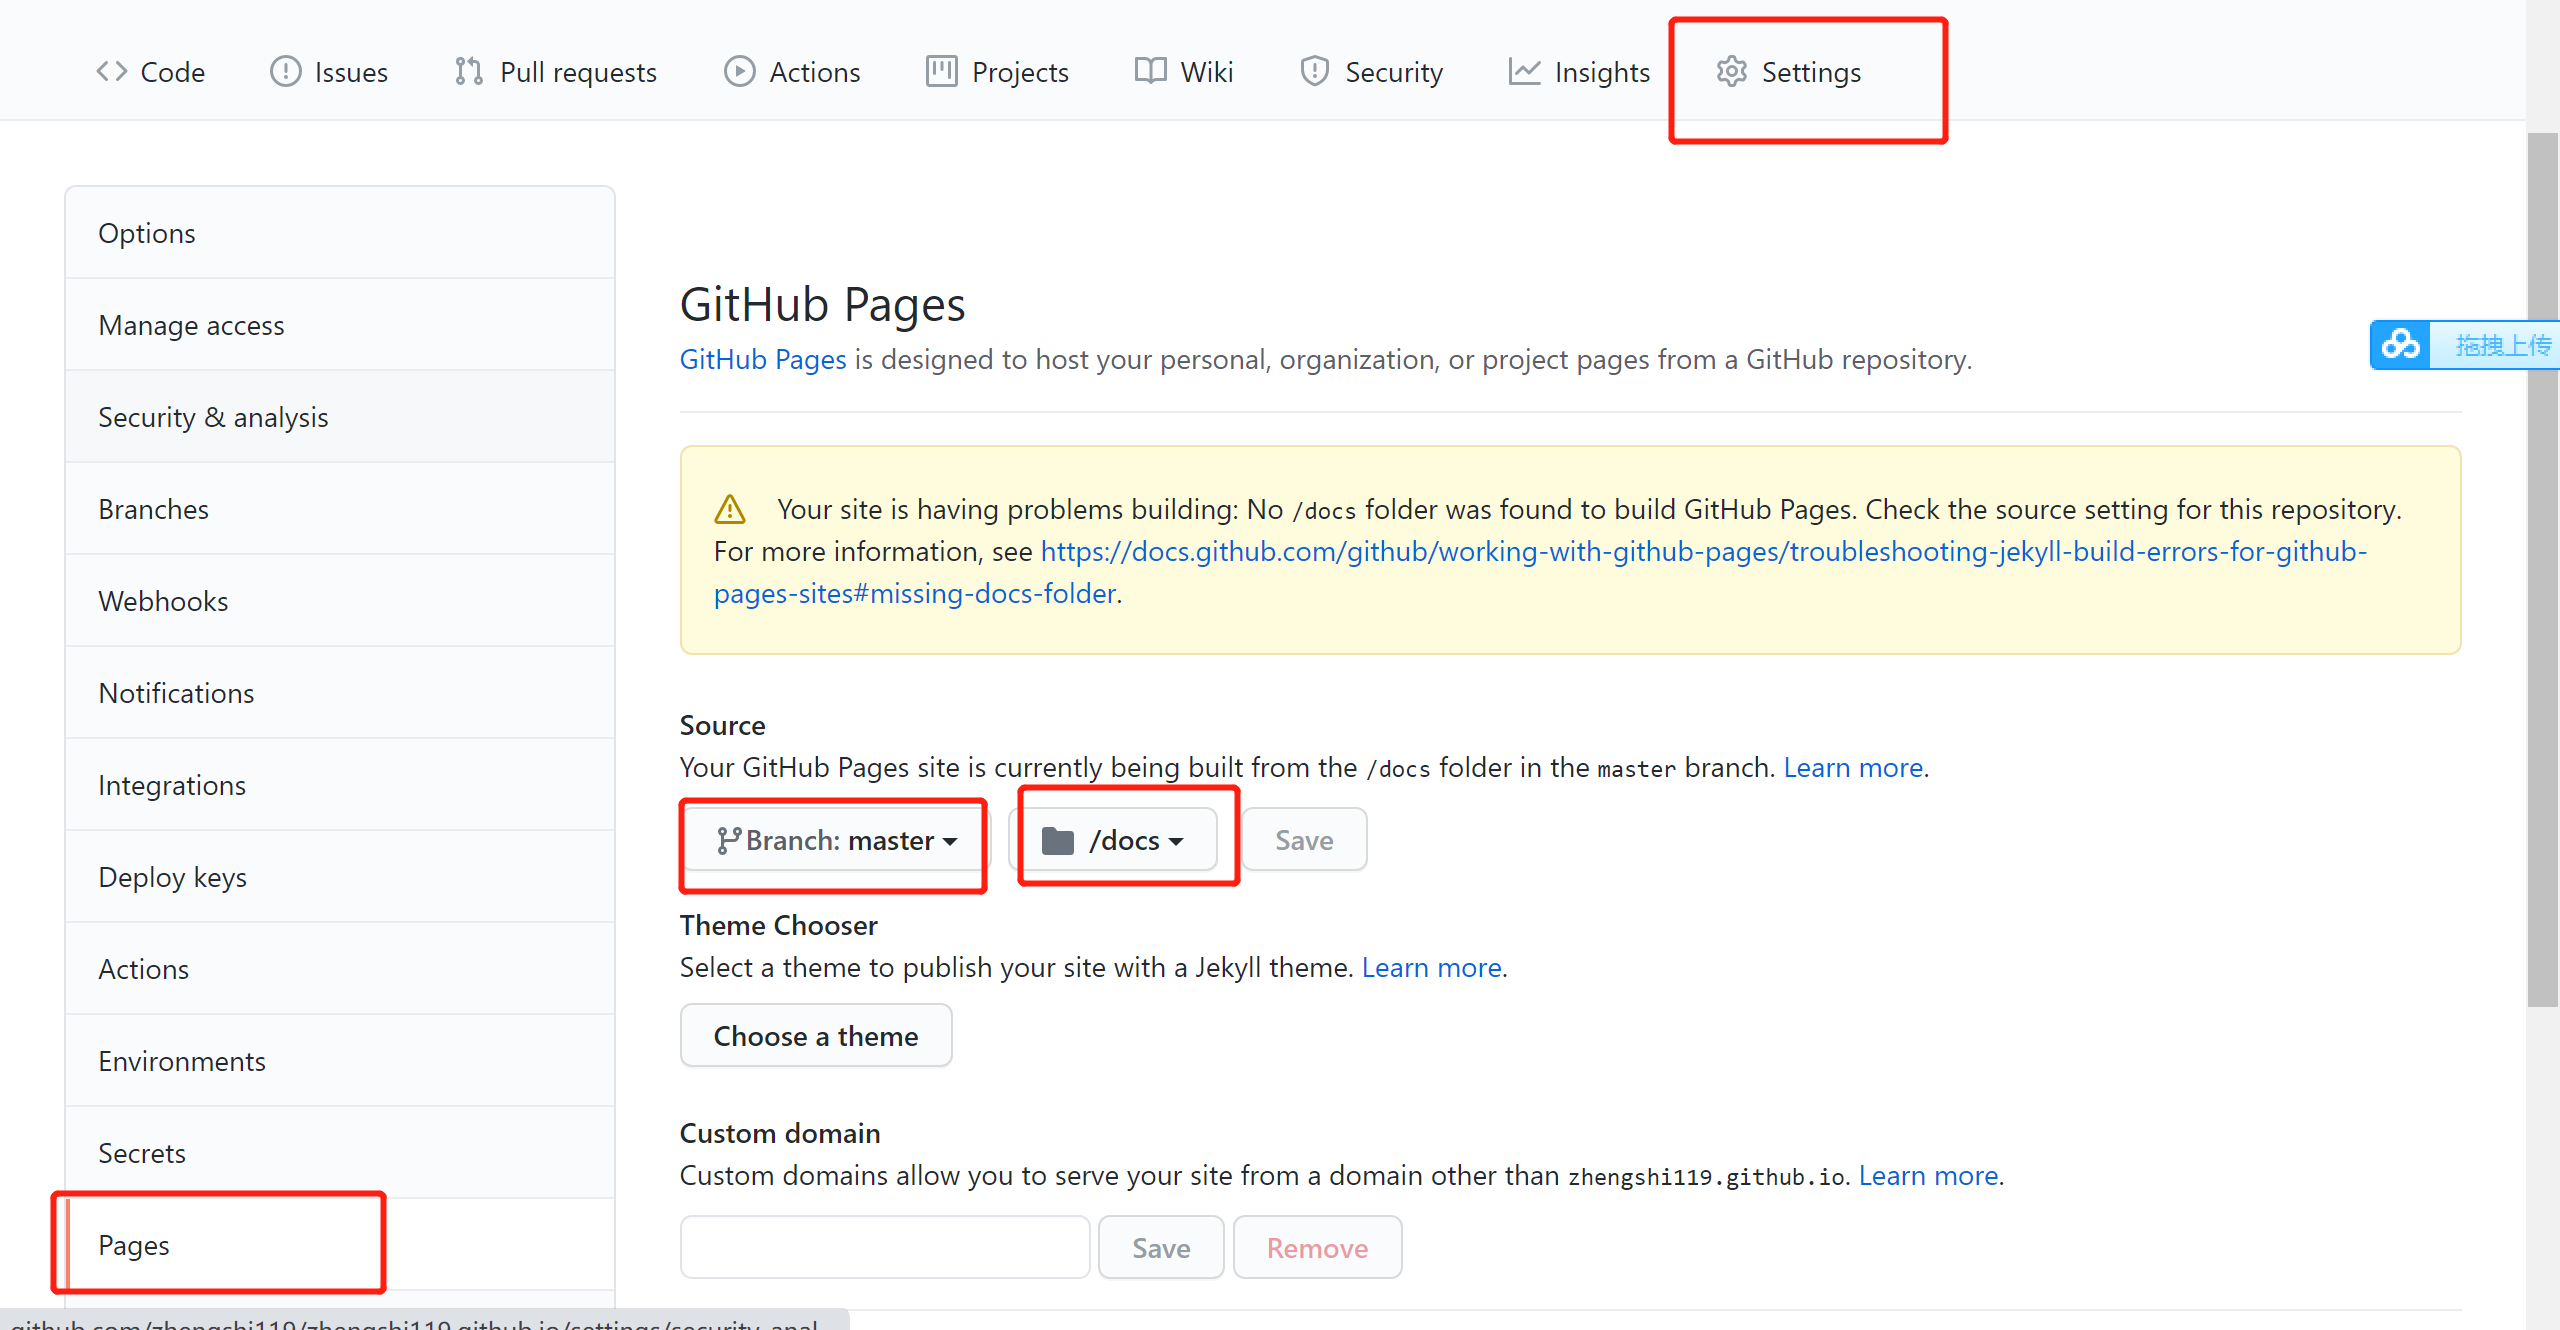 Code Issues Pull requests Actions Projects Wiki Security Insights Settings
Options
Manage access
Security & analysis
Branches
Webhooks
Notifications
Integrations
Deploy keys
Actions
Environments
Secrets
Pages
GitHub Pages
GitHub Pages is designed to host your personal, organization, or project pages from a GitHub repository.
拖拽上传
Your site is having problems building: No /docs folder was found to build GitHub Pages. Check the source setting for this repository.
For more information, see https://docs.github.com/github/working-with-github-pages/troubleshooting-jekyll-build-errors-for-github-
pages-sites#missing-docs-folder.
Source
Your GitHub Pages site is currently being built from the /docs folder in the master branch. Learn more.
Branch: master /docs Save
Theme Chooser
Select a theme to publish your site with a Jekyll theme. Learn more.
Choose a theme
Custom domain
Custom domains allow you to serve your site from a domain other than zhengshi119.github.io. Learn more.
Save Remove
github.com/zhengshi119/zhengshi119.github.io/settings/security_anal